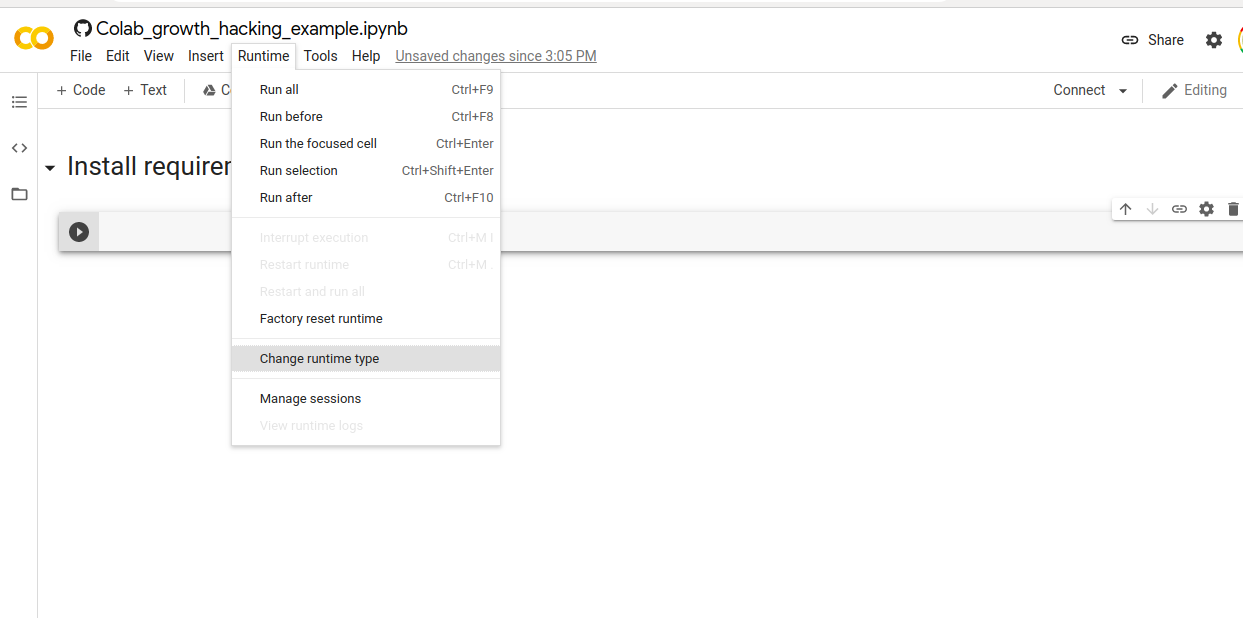 Colab_growth_hacking_example.ipynb
File Edit View Insert Runtime Tools Help Unsaved changes since 3:05 PM
Share
+ Code + Text
Connect
Editing
Install
Run all Ctrl+F9
Run before Ctrl+F8
Run the focused cell Ctrl+Enter
Run selection Ctrl+Shift+Enter
Run after Ctrl+F10
Interrupt execution Ctrl+M I
Restart runtime Ctrl+M .
Restart and run all
Factory reset runtime
Change runtime type
Manage sessions
View runtime logs